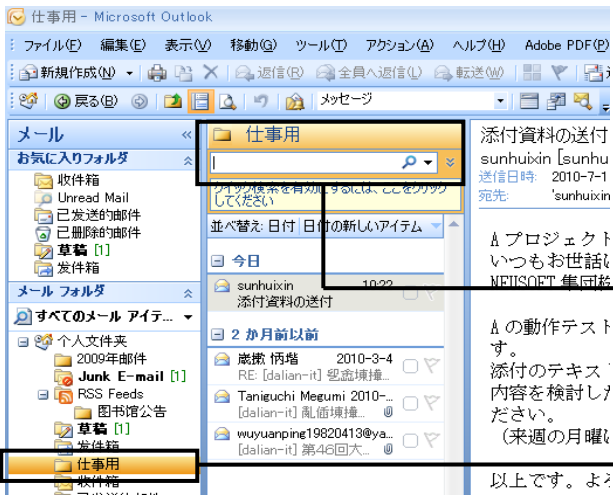 仕事用 - Microsoft Outlook
ファイル(F) 編集(E) 表示(V) 移動(G) ツール(T) アクション(A) ヘルプ(H) Adobe PDF(P)
新規作成(N) 返信(R) 全員へ返信(L) 転送(W)
戻る(B) メッセージ
メール «
お気に入りフォルダ
收件箱
Unread Mail
已发送的邮件
已删除的邮件
草稿 [1]
发件箱
メール フォルダ
すべてのメール アイテ...
个人文件夹
2009年邮件
Junk E-mail [1]
RSS Feeds
图书馆公告
草稿 [1]
发件箱
仕事用
收件箱
仕事用
クイック検索を有効にするには、ここをクリック
してください
並べ替え: 日付 日付の新しいアイテム
今日
sunhuixin 10:22
添付資料の送付
2 か月前以前
2010-3-4
RE: [dalian-it]
Taniguchi Megumi 2010-...
[dalian-it]
wuyuanping19820413@ya...
[dalian-it] 第46回大...
添付資料の送付
sunhuixin [sunhu
送信日時: 2010-7-1
宛先: 'sunhuixin
A プロジェクト
いつもお世話に
NEUSOFT 集団
A の動作テスト
す。
添付のテキス
内容を検討した
ださい。
(来週の月曜
以上です。よろ